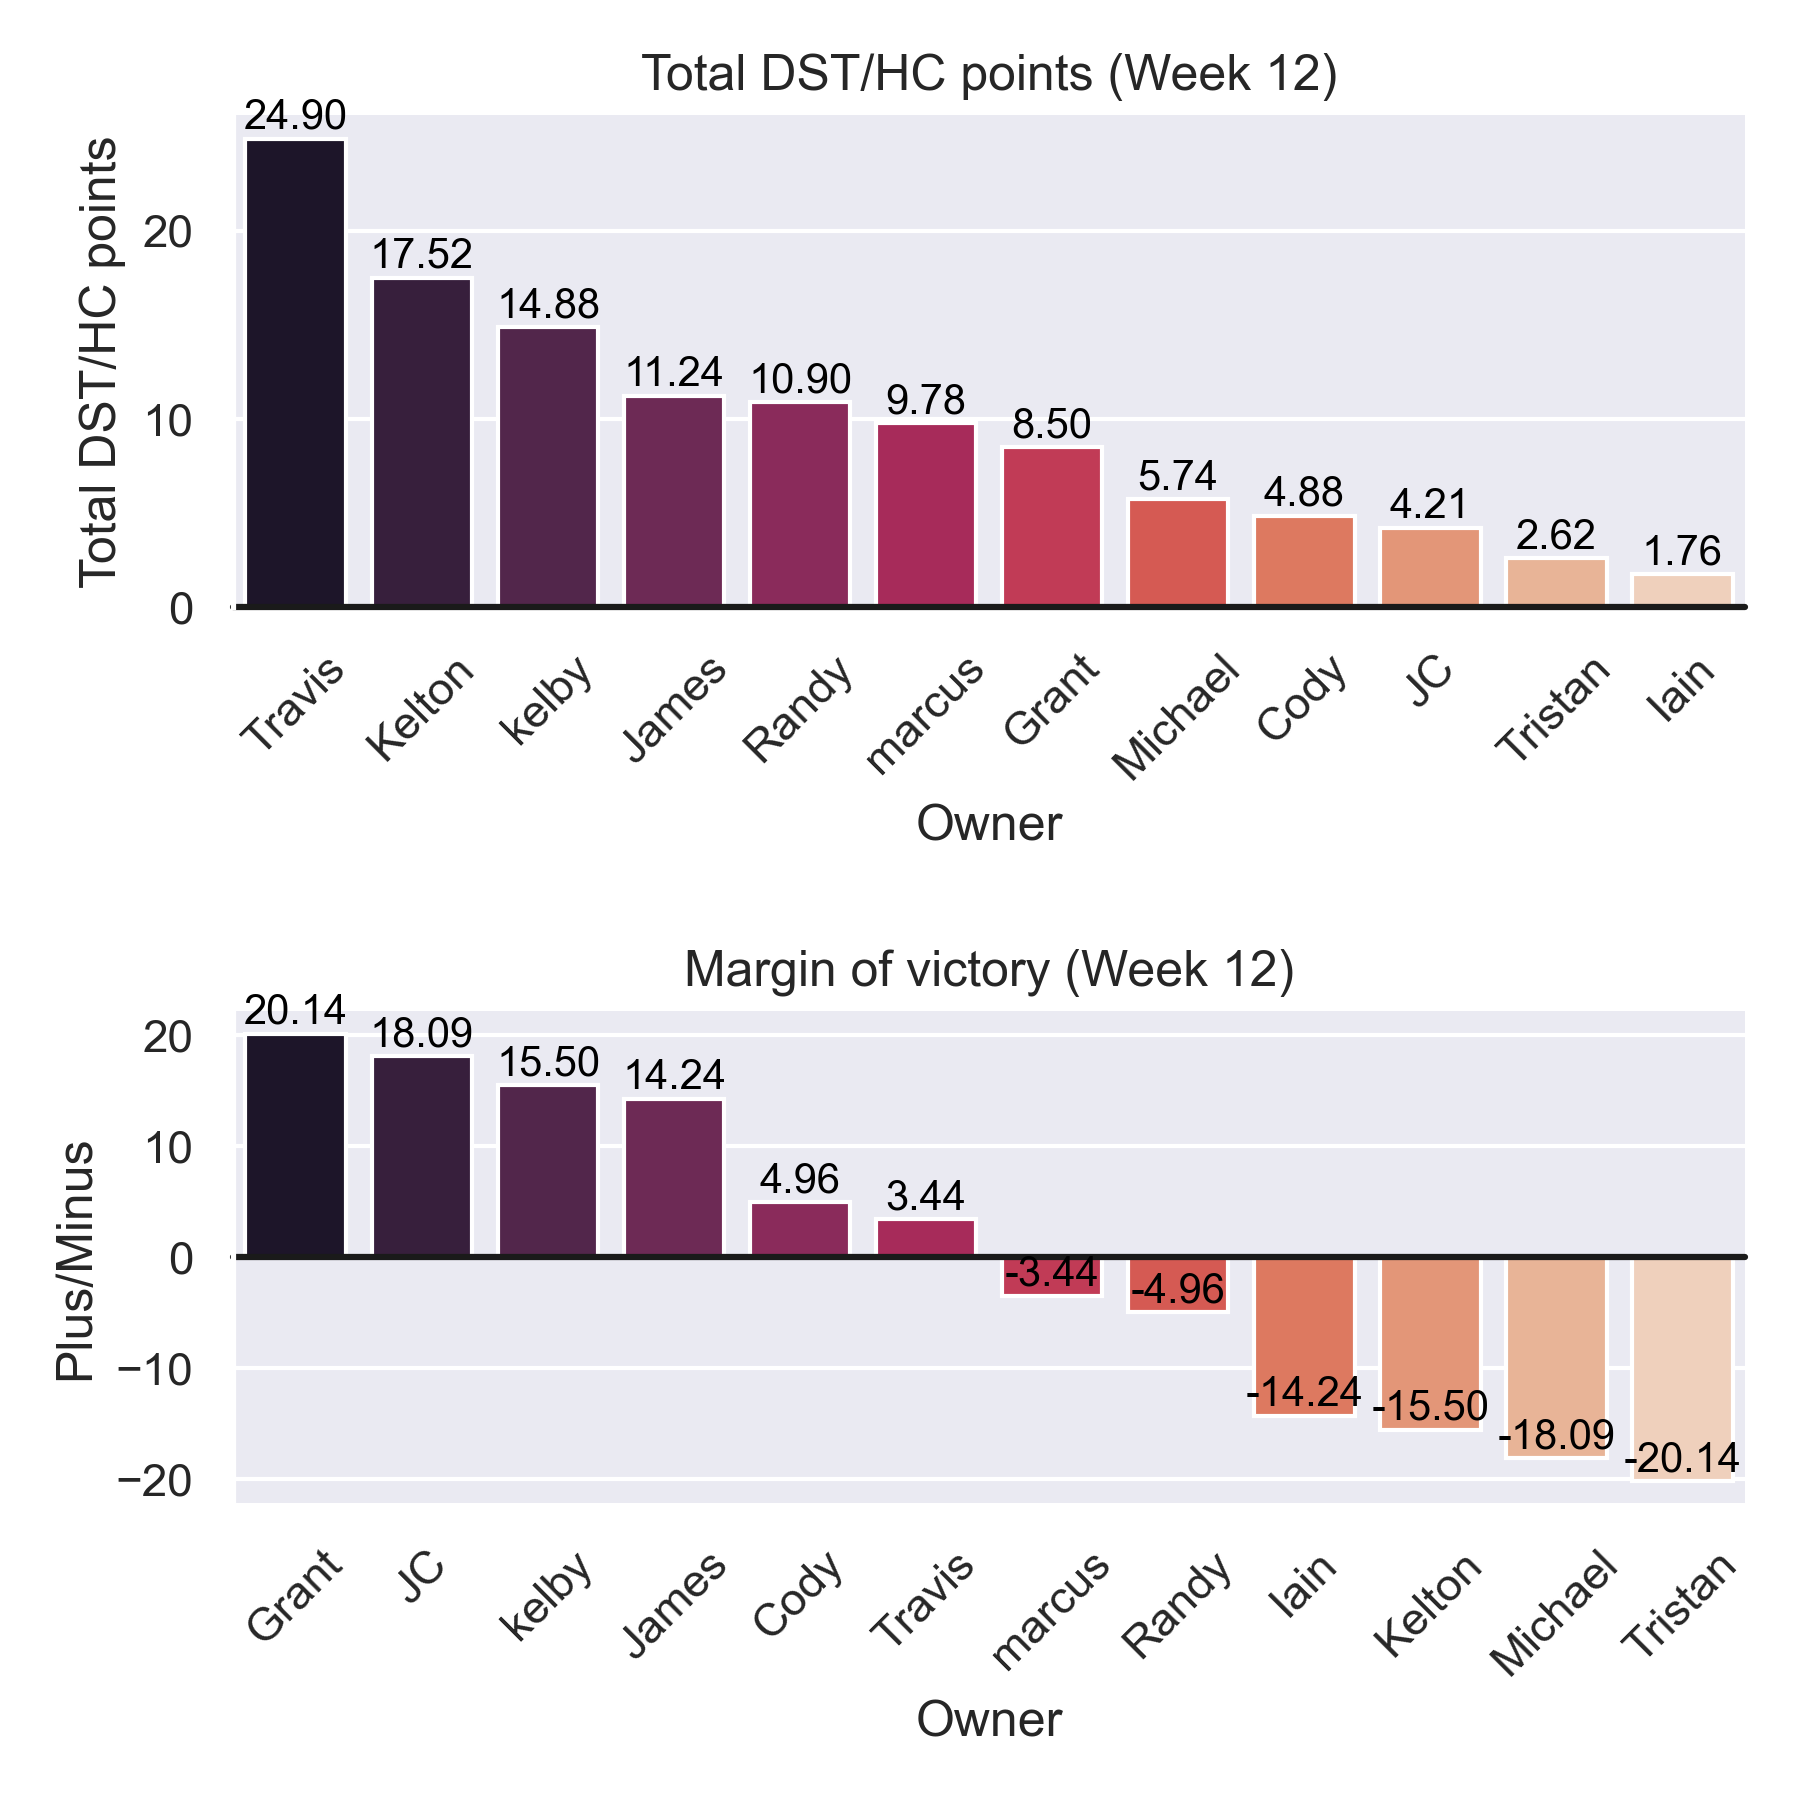 Total DST/HC points (Week 12)
Total DST/HC points
20
10
0
24.90
17.52
14.88
11.24
10.90
9.78
8.50
5.74
4.88
4.21
2.62
1.76
Travis
Kelton
kelby
James
Randy
marcus
Grant
Michael
Cody
JC
Tristan
Iain
Owner
Margin of victory (Week 12)
Plus/Minus
20
10
0
−10
−20
20.14
18.09
15.50
14.24
4.96
3.44
-3.44
-4.96
-14.24
-15.50
-18.09
-20.14
Grant
JC
kelby
James
Cody
Travis
marcus
Randy
Iain
Kelton
Michael
Tristan
Owner